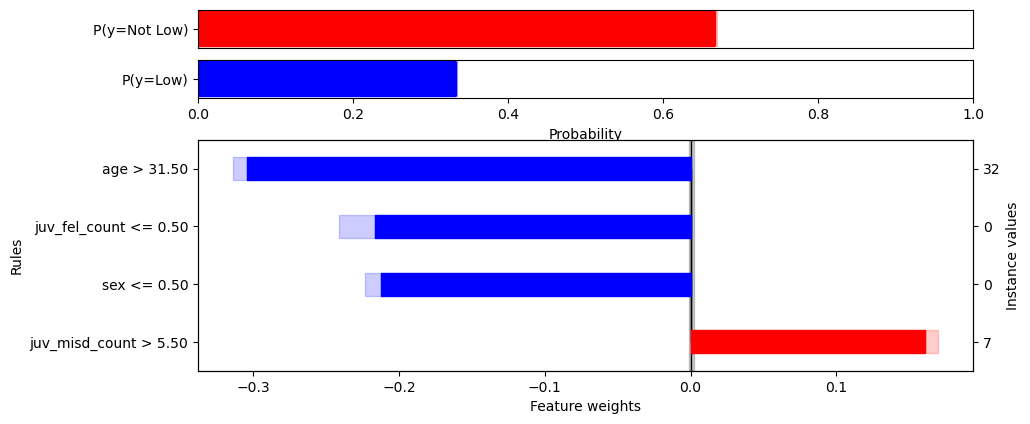 P(y=Not Low)
P(y=Low)
0.0 0.2 0.4 0.6 0.8 1.0
Probability
age > 31.50 32
juv_fel_count <= 0.50 0
sex <= 0.50 0
juv_misd_count > 5.50 7
Rules
Instance values
−0.3 −0.2 −0.1 0.0 0.1
Feature weights